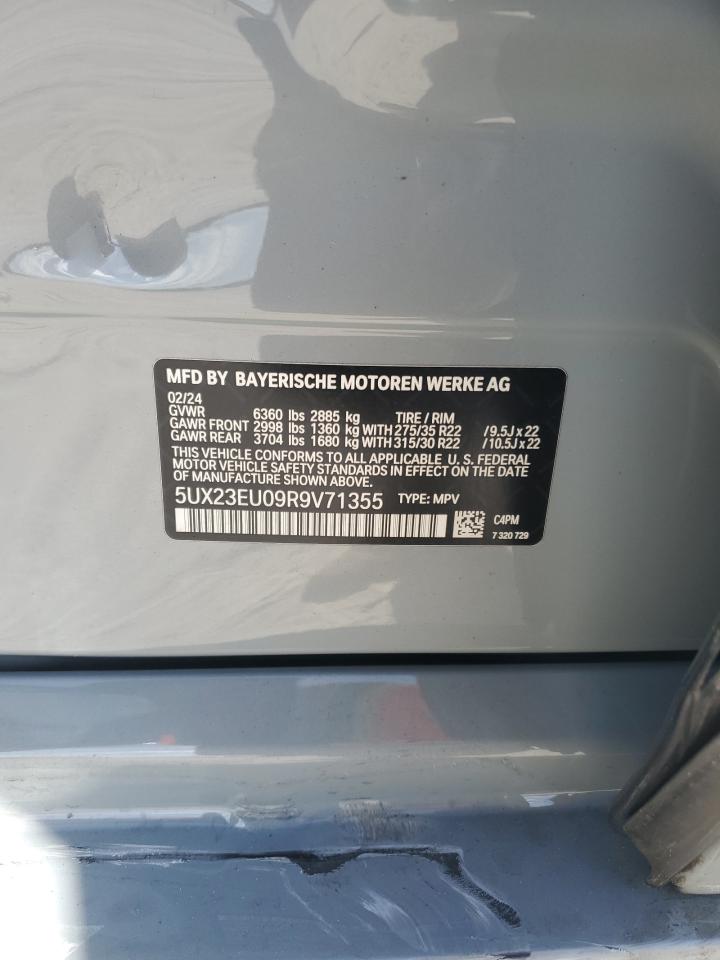 MFD BY BAYERISCHE MOTOREN WERKE AG
02/24
GVWR 6360 lbs 2885 kg TIRE / RIM
GAWR FRONT 2998 lbs 1360 kg WITH 275/35 R22 /9.5J x 22
GAWR REAR 3704 lbs 1680 kg WITH 315/30 R22 /10.5J x 22
THIS VEHICLE CONFORMS TO ALL APPLICABLE U. S. FEDERAL
MOTOR VEHICLE SAFETY STANDARDS IN EFFECT ON THE DATE
OF MANUFACTURE SHOWN ABOVE.
5UX23EU09R9V71355 TYPE: MPV
C4PM
7 320 729